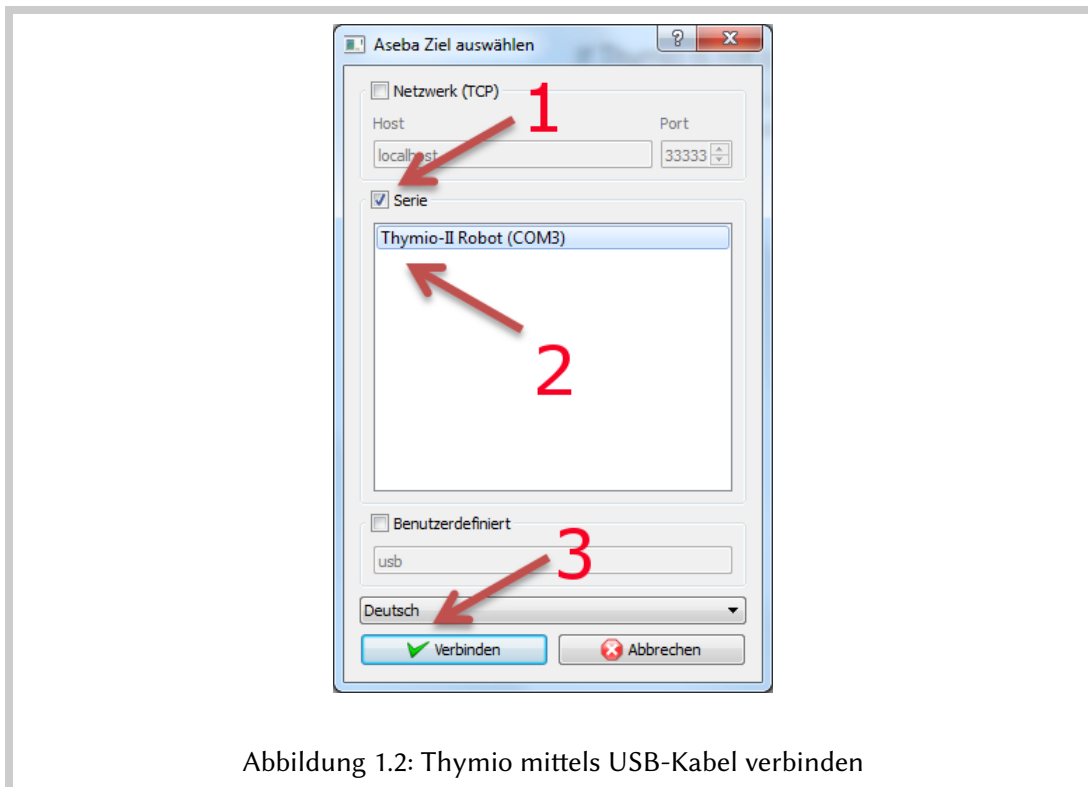 Aseba Ziel auswählen
Netzwerk (TCP)
1
Host Port
localhost 33333
Serie
Thymio-II Robot (COM3)
2
Benutzerdefiniert
3
usb
Deutsch
Verbinden Abbrechen
Abbildung 1.2: Thymio mittels USB-Kabel verbinden